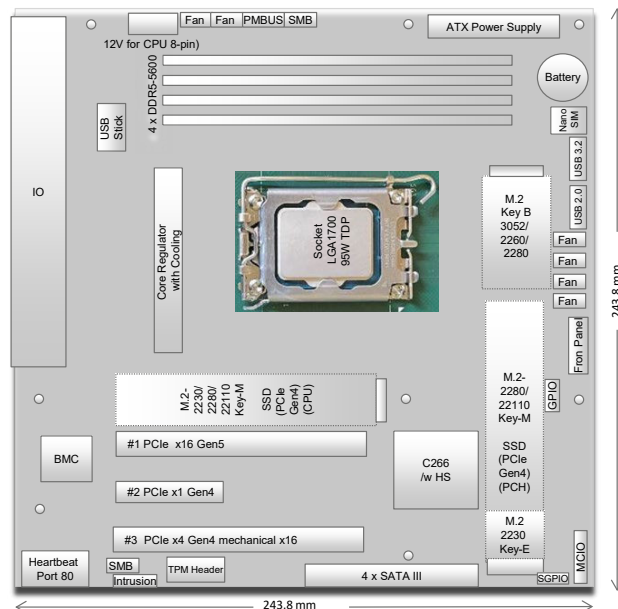 Fan
Fan
PMBUS
SMB
ATX Power Supply
12V for CPU 8-pin)
4 x DDR5-5600
USB
Stick
Battery
Nano
SIM
USB 3.2
USB 2.0
IO
Core Regulator
with Cooling
Socket
LGA1700
95W TDP
M.2
Key B
3052/
2260/
2280
Fan
Fan
Fan
Fan
243.8 mm
Fron Panel
GPIO
M.2-
2230/
2280/
22110
Key-M
SSD
(PCIe
Gen4)
(CPU)
M.2-
2280/
22110
Key-M
SSD
(PCIe
Gen4)
(PCH)
#1 PCIe x16 Gen5
BMC
C266
/w HS
#2 PCIe x1 Gen4
#3 PCIe x4 Gen4 mechanical x16
M.2
2230
Key-E
Heartbeat
Port 80
SMB
Intrusion
TPM Header
4 x SATA III
SGPIO
MCIO
243.8 mm